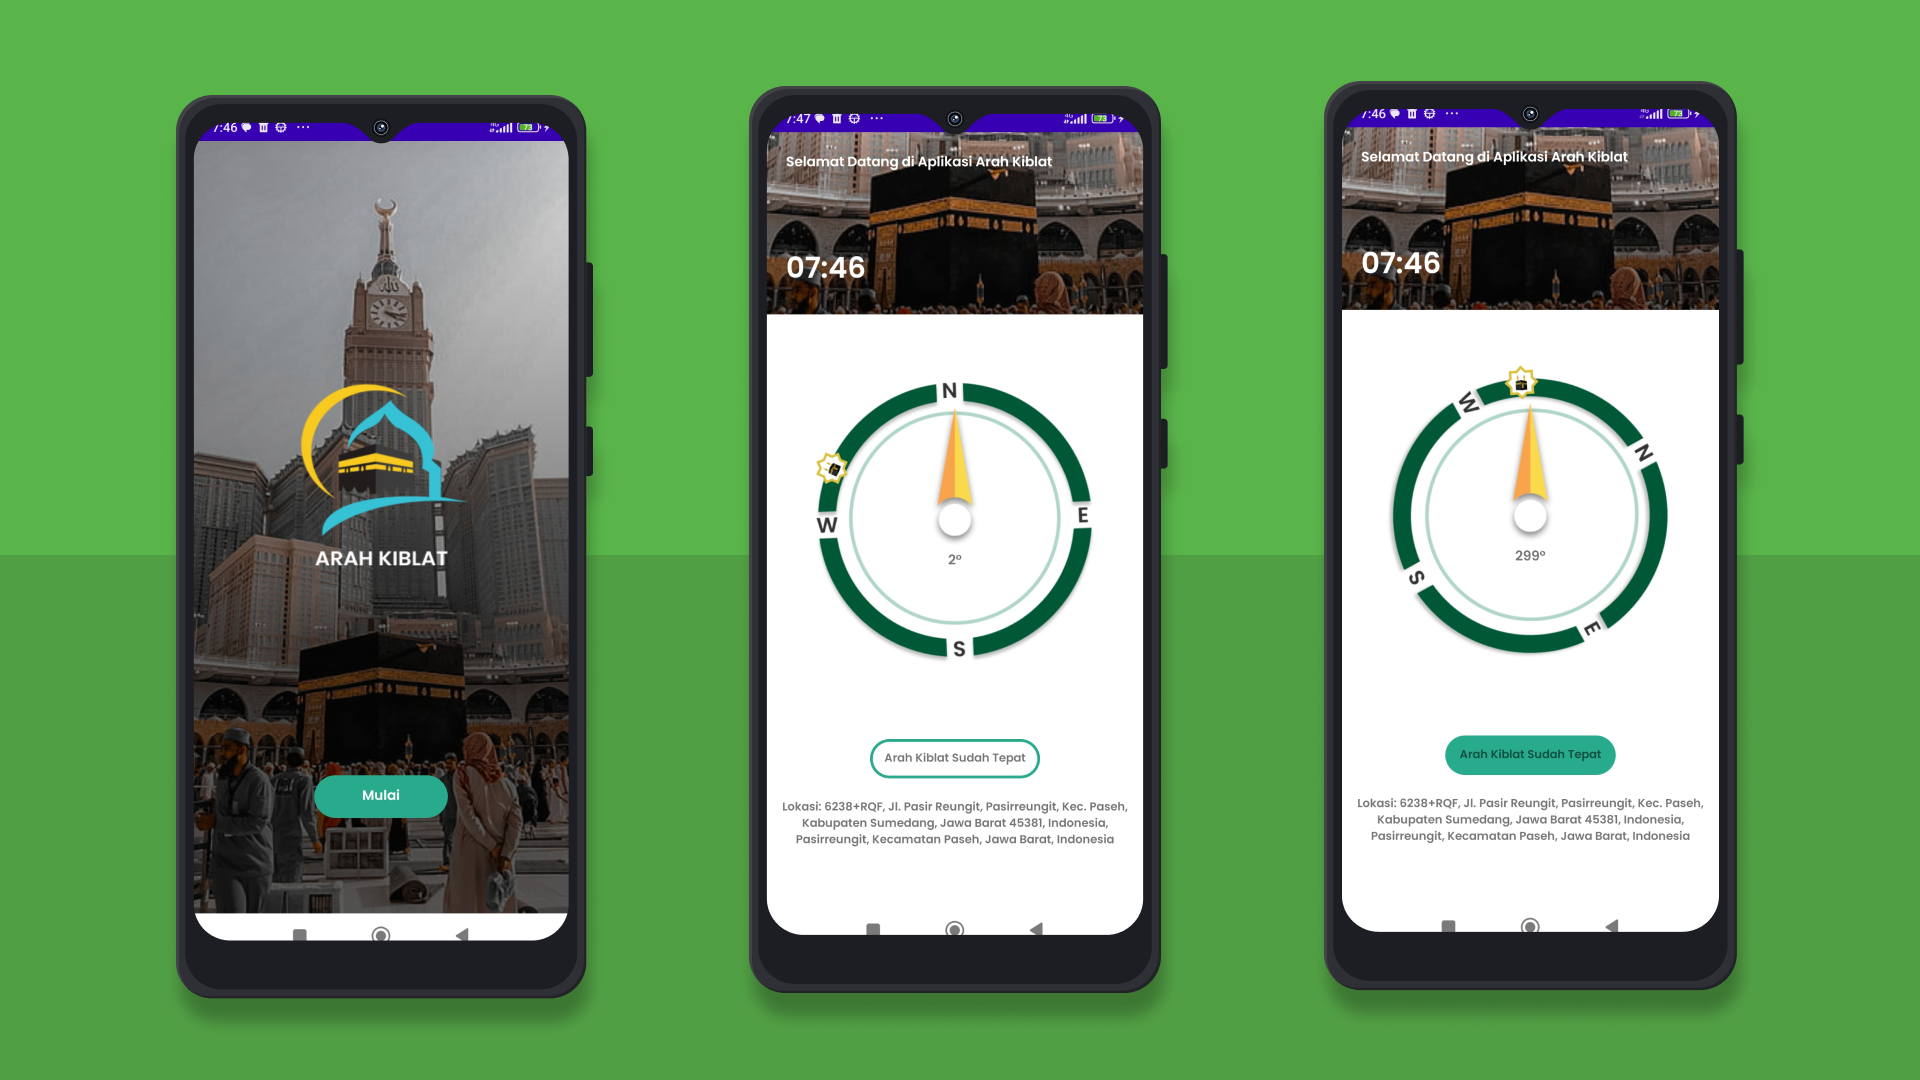 7:46
73
ARAH KIBLAT
Mulai
7:47
4G
73
Selamat Datang di Aplikasi Arah Kiblat
07:46
N
W
E
S
2°
Arah Kiblat Sudah Tepat
Lokasi: 6238+RQF, Jl. Pasir Reungit, Pasirreungit, Kec. Paseh,
Kabupaten Sumedang, Jawa Barat 45381, Indonesia,
Pasirreungit, Kecamatan Paseh, Jawa Barat, Indonesia
7:46
73
Selamat Datang di Aplikasi Arah Kiblat
07:46
W
N
S
E
299°
Arah Kiblat Sudah Tepat
Lokasi: 6238+RQF, Jl. Pasir Reungit, Pasirreungit, Kec. Paseh,
Kabupaten Sumedang, Jawa Barat 45381, Indonesia,
Pasirreungit, Kecamatan Paseh, Jawa Barat, Indonesia